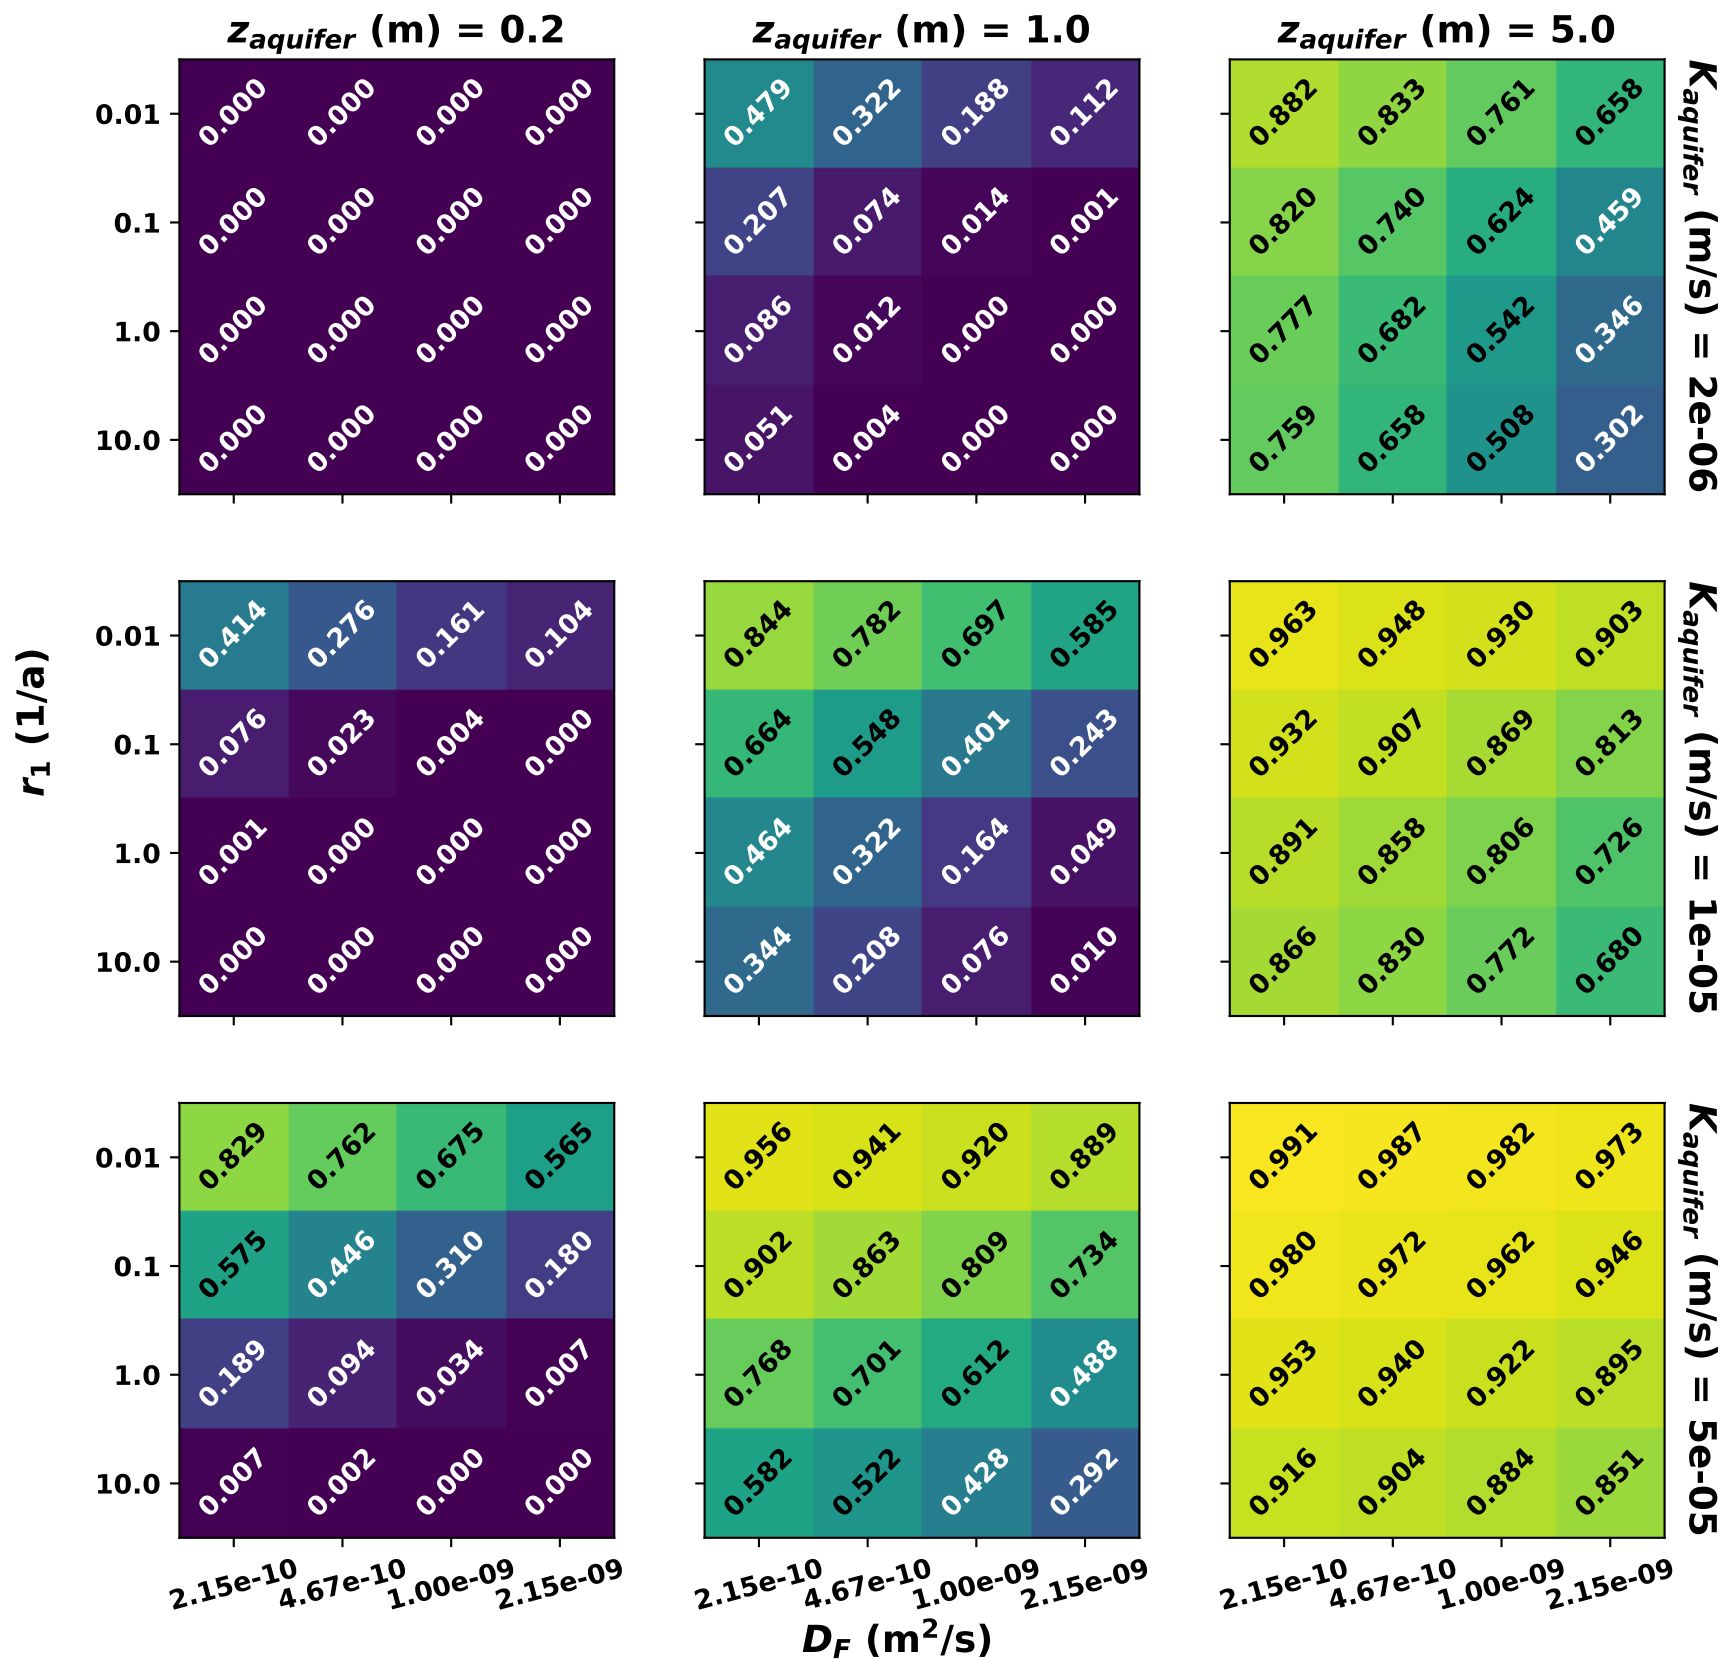 z_aquifer (m) = 0.2 z_aquifer (m) = 1.0 z_aquifer (m) = 5.0
0.01 0.000 0.000 0.000 0.000 0.479 0.322 0.188 0.112 0.882 0.833 0.761 0.658
0.1 0.000 0.000 0.000 0.000 0.207 0.074 0.014 0.001 0.820 0.740 0.624 0.459
1.0 0.000 0.000 0.000 0.000 0.086 0.012 0.000 0.000 0.777 0.682 0.542 0.346
10.0 0.000 0.000 0.000 0.000 0.051 0.004 0.000 0.000 0.759 0.658 0.508 0.302
K_aquifer (m/s) = 2e-06
r_1 (1/a)
0.01 0.414 0.276 0.161 0.104 0.844 0.782 0.697 0.585 0.963 0.948 0.930 0.903
0.1 0.076 0.023 0.004 0.000 0.664 0.548 0.401 0.243 0.932 0.907 0.869 0.813
1.0 0.001 0.000 0.000 0.000 0.464 0.322 0.164 0.049 0.891 0.858 0.806 0.726
10.0 0.000 0.000 0.000 0.000 0.344 0.208 0.076 0.010 0.866 0.830 0.772 0.680
K_aquifer (m/s) = 1e-05
0.01 0.829 0.762 0.675 0.565 0.956 0.941 0.920 0.889 0.991 0.987 0.982 0.973
0.1 0.575 0.446 0.310 0.180 0.902 0.863 0.809 0.734 0.980 0.972 0.962 0.946
1.0 0.189 0.094 0.034 0.007 0.768 0.701 0.612 0.488 0.953 0.940 0.922 0.895
10.0 0.007 0.002 0.000 0.000 0.582 0.522 0.428 0.292 0.916 0.904 0.884 0.851
K_aquifer (m/s) = 5e-05
2.15e-10 4.67e-10 1.00e-09 2.15e-09 2.15e-10 4.67e-10 1.00e-09 2.15e-09 2.15e-10 4.67e-10 1.00e-09 2.15e-09
D_F (m²/s)